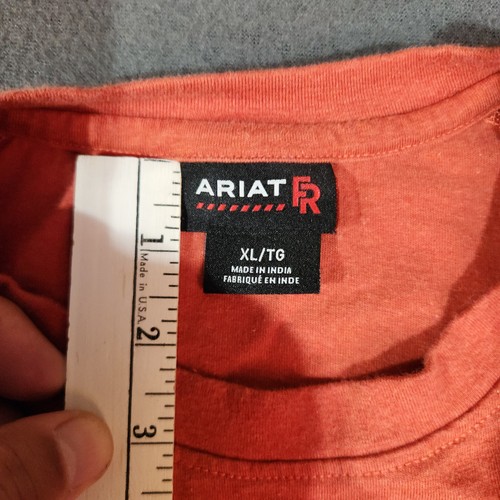 ARIAT FR
XL/TG
MADE IN INDIA
FABRIQUÉ EN INDE
1
Made in U.S.A.
2
3